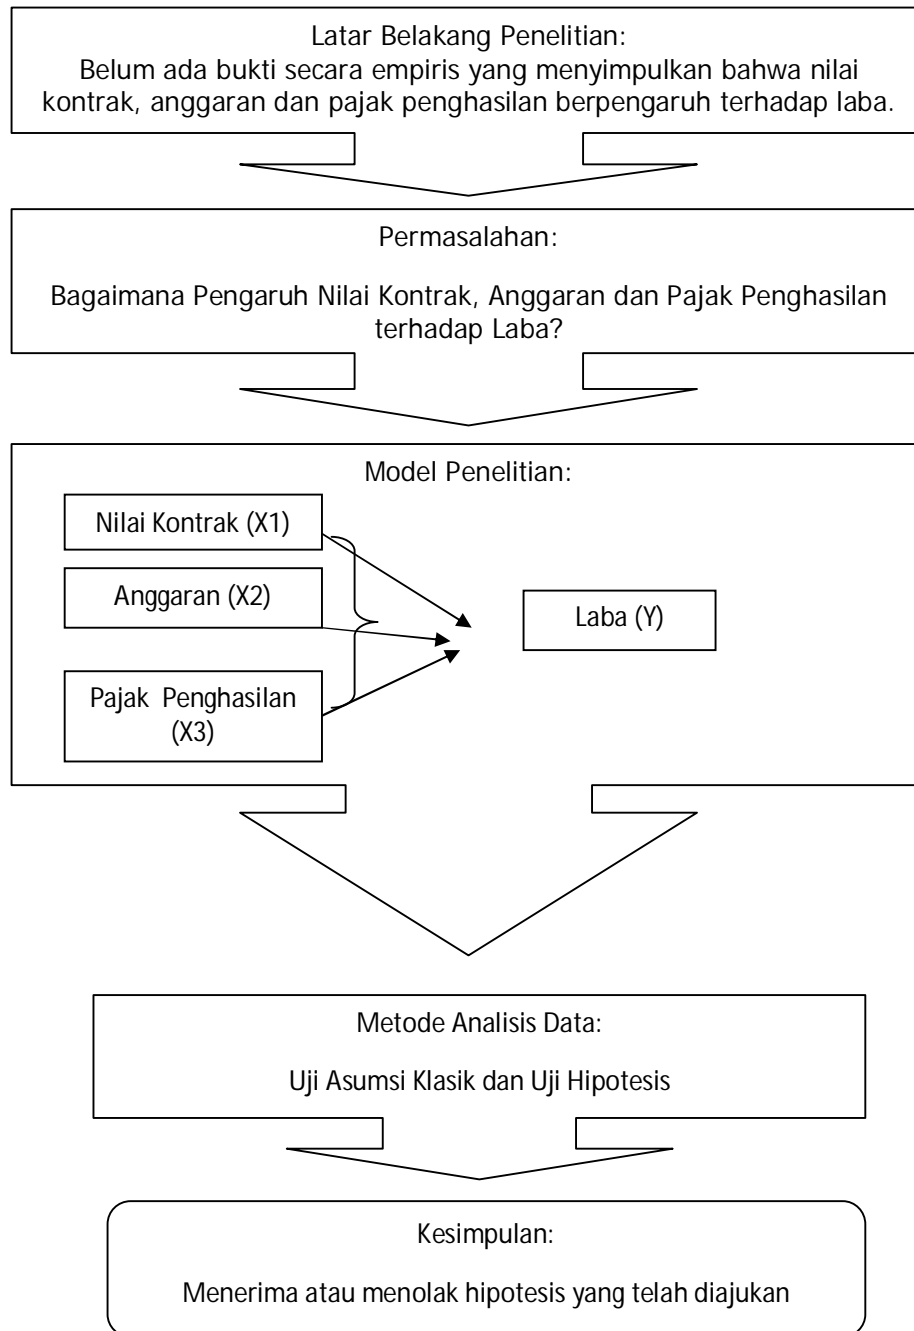 Latar Belakang Penelitian:
Belum ada bukti secara empiris yang menyimpulkan bahwa nilai
kontrak, anggaran dan pajak penghasilan berpengaruh terhadap laba.
Permasalahan:
Bagaimana Pengaruh Nilai Kontrak, Anggaran dan Pajak Penghasilan
terhadap Laba?
Model Penelitian:
Nilai Kontrak (X1)
Anggaran (X2)
Laba (Y)
Pajak Penghasilan
(X3)
Metode Analisis Data:
Uji Asumsi Klasik dan Uji Hipotesis
Kesimpulan:
Menerima atau menolak hipotesis yang telah diajukan